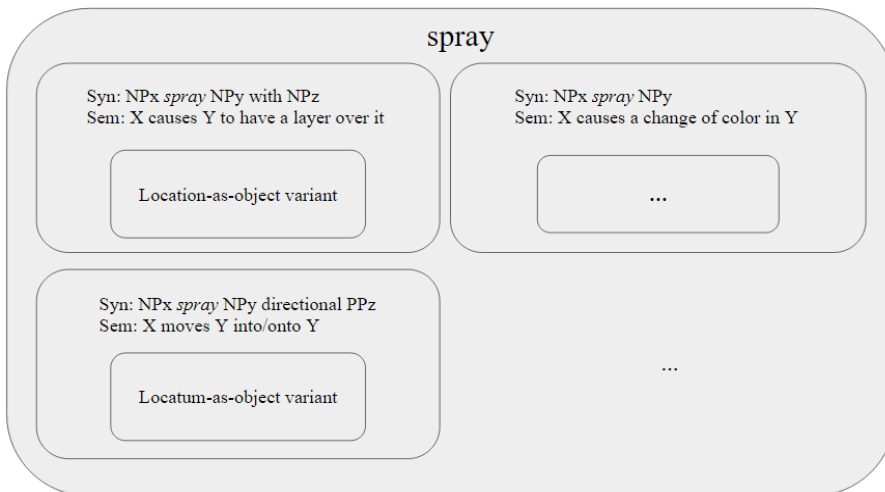 spray
Syn: NPx spray NPy with NPz
Sem: X causes Y to have a layer over it
Location-as-object variant
Syn: NPx spray NPy
Sem: X causes a change of color in Y
...
Syn: NPx spray NPy directional PPz
Sem: X moves Y into/onto Y
Locatum-as-object variant
...